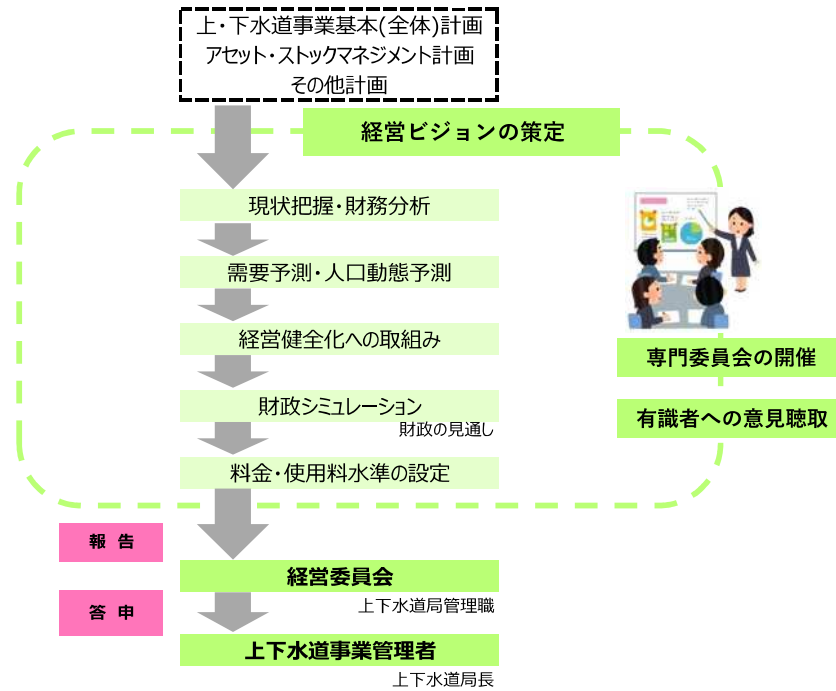 上・下水道事業基本(全体)計画
アセット・ストックマネジメント計画
その他計画
経営ビジョンの策定
現状把握・財務分析
需要予測・人口動態予測
経営健全化への取組み
財政シミュレーション
財政の見通し
料金・使用料水準の設定
専門委員会の開催
有識者への意見聴取
報 告
経営委員会
上下水道局管理職
答 申
上下水道事業管理者
上下水道局長